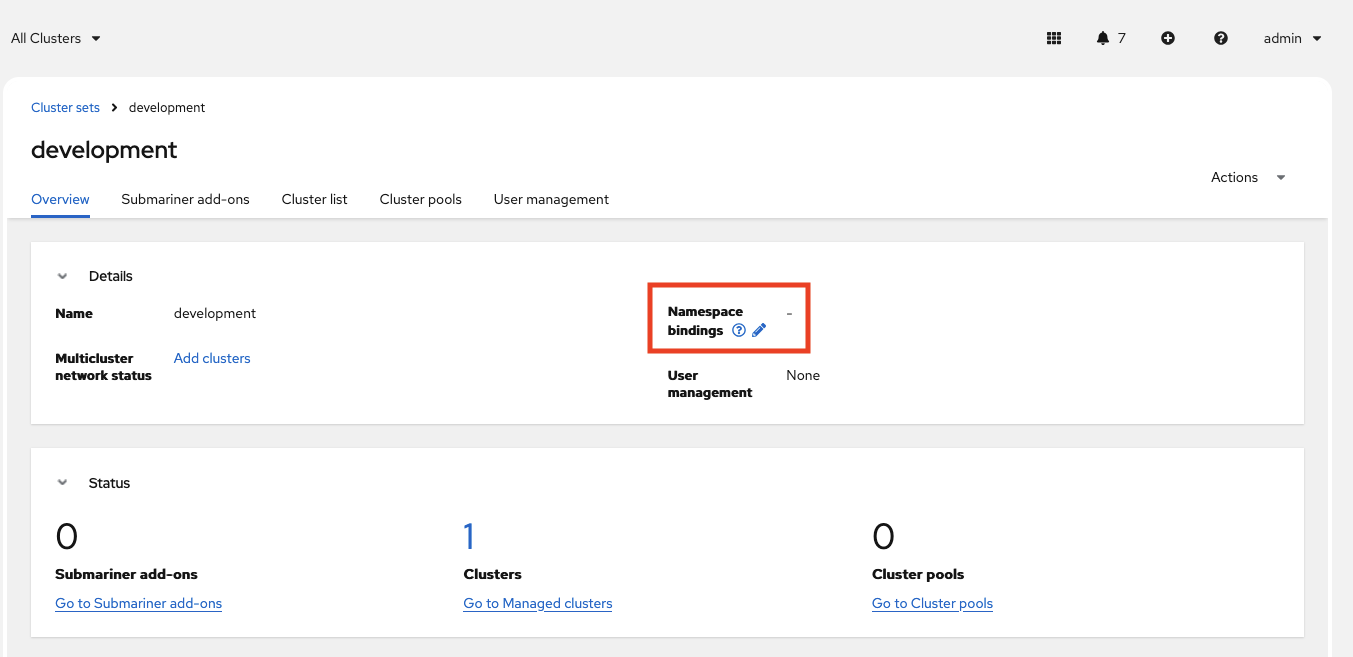 All Clusters
7
admin
Cluster sets
development
development
Actions
Overview
Submariner add-ons
Cluster list
Cluster pools
User management
Details
Name
development
Multicluster
network status
Add clusters
Namespace
bindings
-
User
management
None
Status
0
Submariner add-ons
Go to Submariner add-ons
1
Clusters
Go to Managed clusters
0
Cluster pools
Go to Cluster pools